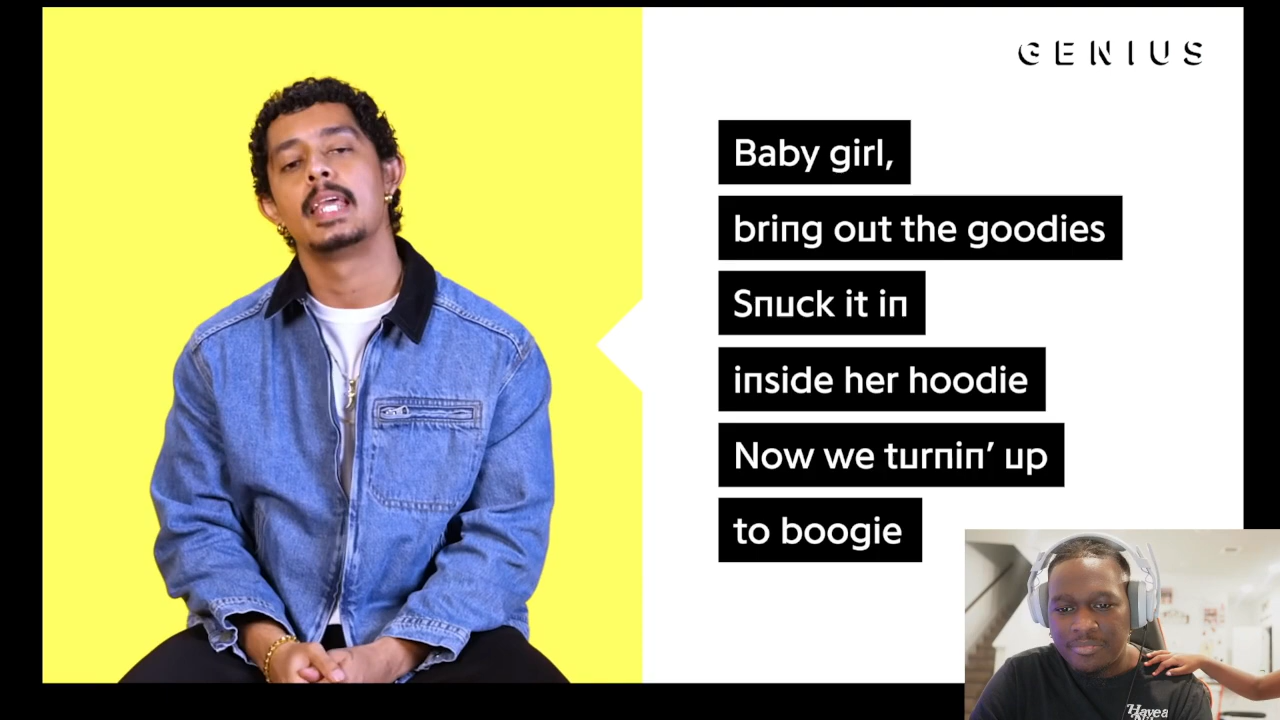 GENIUS
Baby girl,
bring out the goodies
Snuck it in
inside her hoodie
Now we turnin’ up
to boogie
Have a